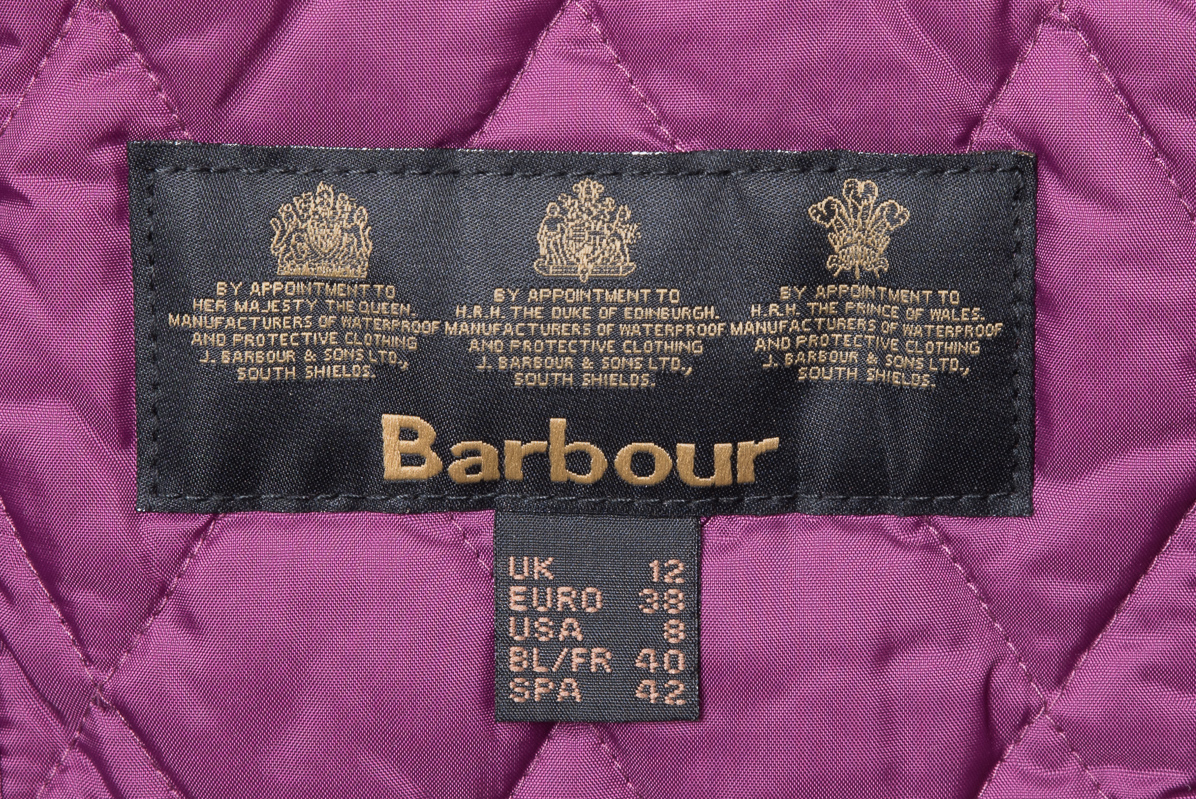 BY APPOINTMENT TO
HER MAJESTY THE QUEEN.
MANUFACTURERS OF WATERPROOF
AND PROTECTIVE CLOTHING
J. BARBOUR & SONS LTD.,
SOUTH SHIELDS.
BY APPOINTMENT TO
H.R.H. THE DUKE OF EDINBURGH.
MANUFACTURERS OF WATERPROOF
AND PROTECTIVE CLOTHING
J. BARBOUR & SONS LTD.,
SOUTH SHIELDS.
BY APPOINTMENT TO
H.R.H. THE PRINCE OF WALES.
MANUFACTURERS OF WATERPROOF
AND PROTECTIVE CLOTHING
J. BARBOUR & SONS LTD.,
SOUTH SHIELDS.
Barbour
UK 12
EURO 38
USA 8
BL/FR 40
SPA 42